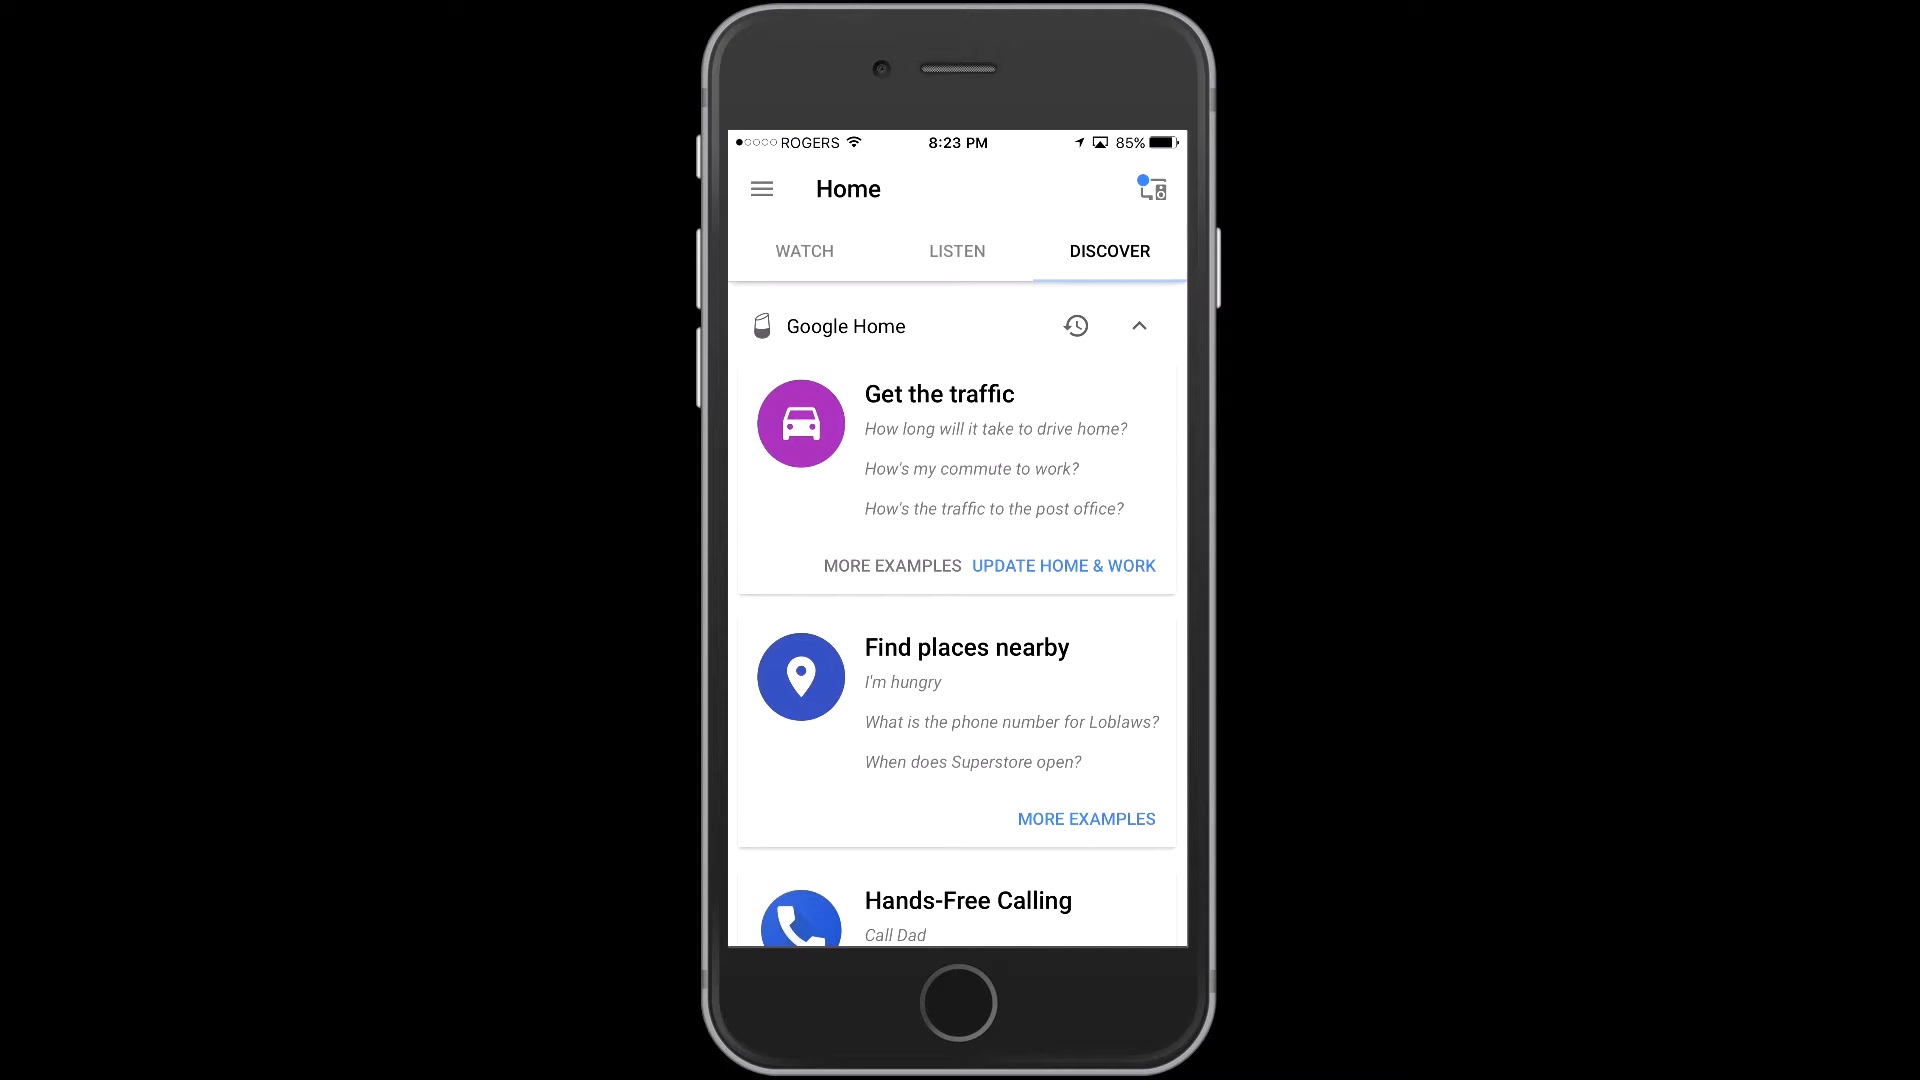 ROGERS 8:23 PM 85%
Home
WATCH LISTEN DISCOVER
Google Home
Get the traffic
How long will it take to drive home?
How's my commute to work?
How's the traffic to the post office?
MORE EXAMPLES UPDATE HOME & WORK
Find places nearby
I'm hungry
What is the phone number for Loblaws?
When does Superstore open?
MORE EXAMPLES
Hands-Free Calling
Call Dad